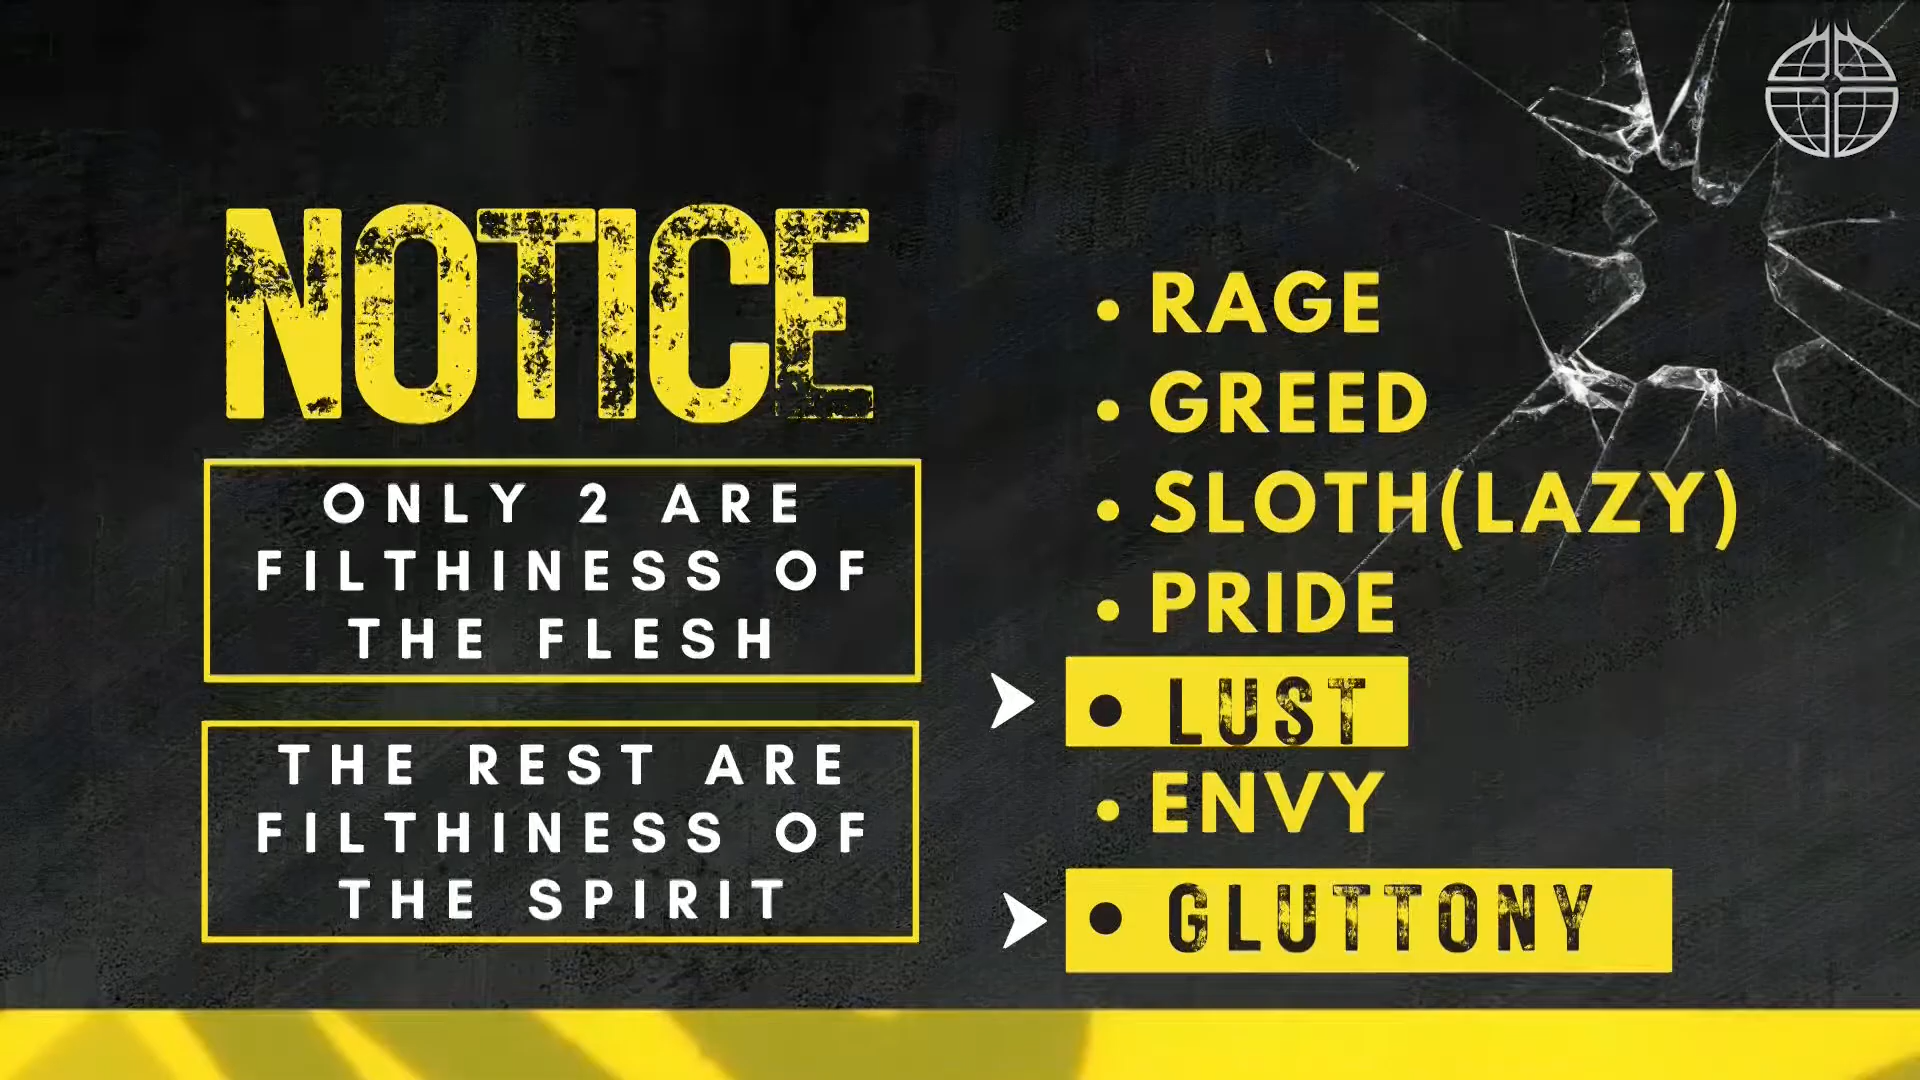 NOTICE
ONLY 2 ARE
FILTHINESS OF
THE FLESH
THE REST ARE
FILTHINESS OF
THE SPIRIT
• RAGE
• GREED
• SLOTH(LAZY)
• PRIDE
• LUST
• ENVY
• GLUTTONY